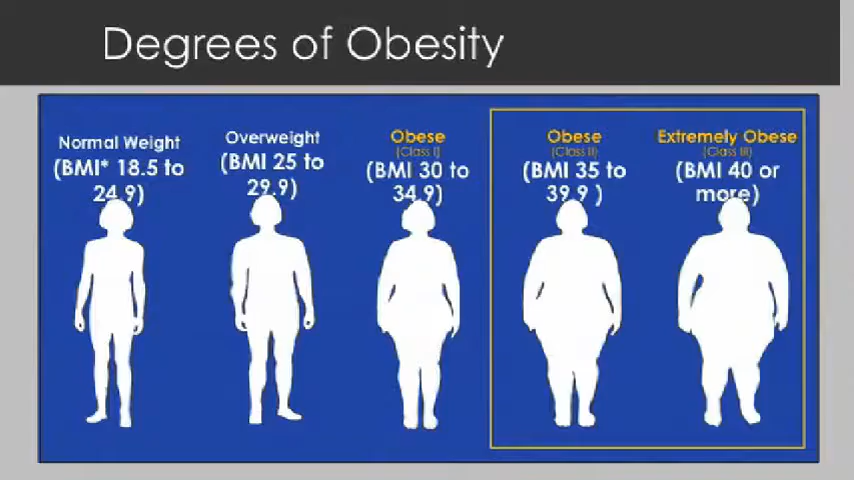 Degrees of Obesity
Normal Weight
(BMI* 18.5 to
24.9)
Overweight
(BMI 25 to
29.9)
Obese
(Class I)
(BMI 30 to
34.9)
Obese
(Class II)
(BMI 35 to
39.9 )
Extremely Obese
(Class III)
(BMI 40 or
more)